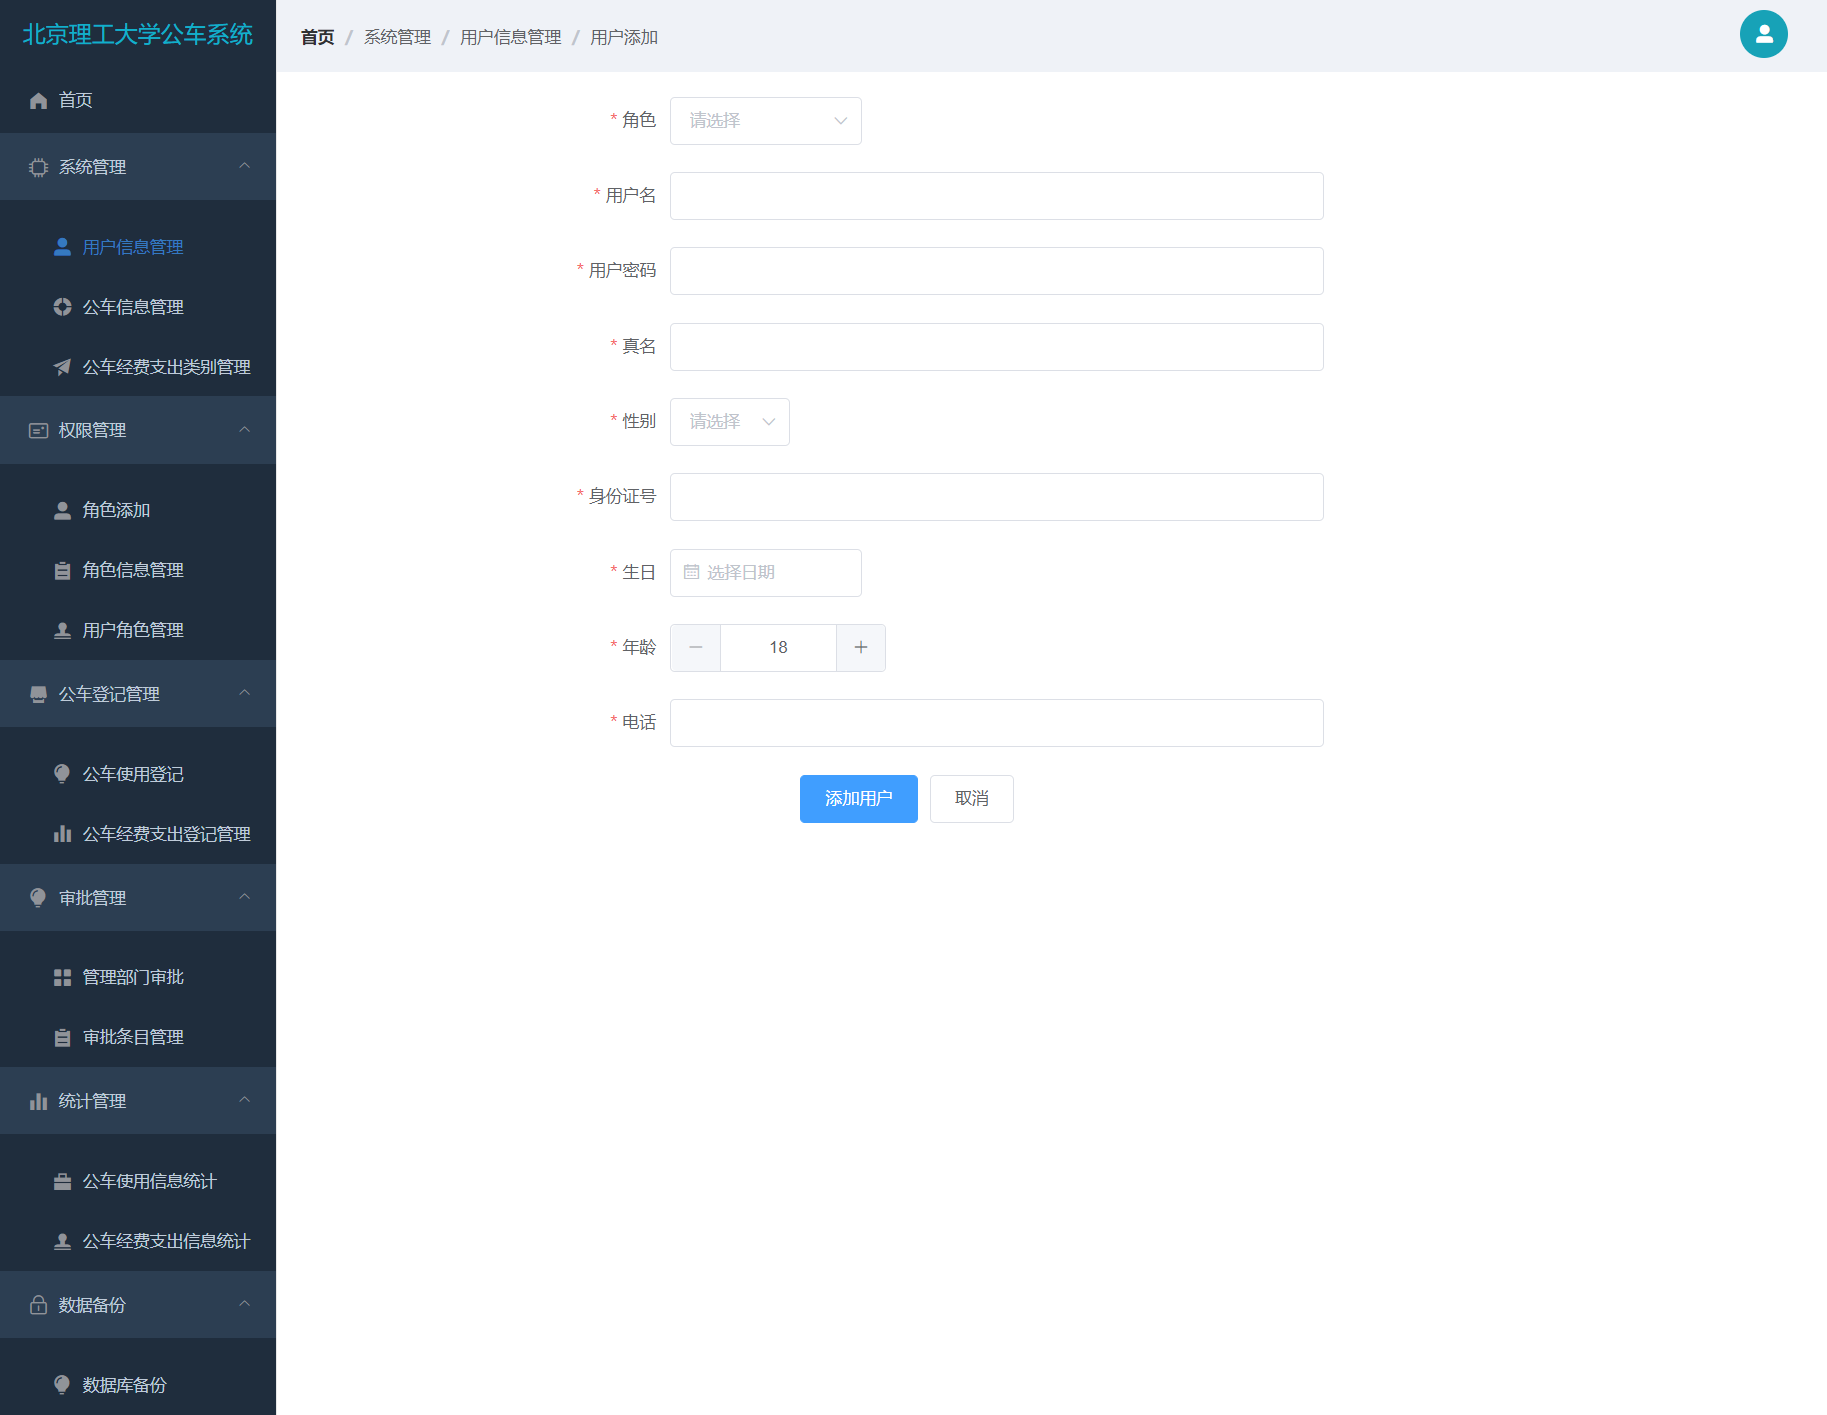 北京理工大学公车系统
首页
系统管理
用户信息管理
公车信息管理
公车经费支出类别管理
权限管理
角色添加
角色信息管理
用户角色管理
公车登记管理
公车使用登记
公车经费支出登记管理
审批管理
管理部门审批
审批条目管理
统计管理
公车使用信息统计
公车经费支出信息统计
数据备份
数据库备份
首页 / 系统管理 / 用户信息管理 / 用户添加
* 角色 请选择
* 用户名
* 用户密码
* 真名
* 性别 请选择
* 身份证号
* 生日 选择日期
* 年龄 − 18 +
* 电话
添加用户 取消